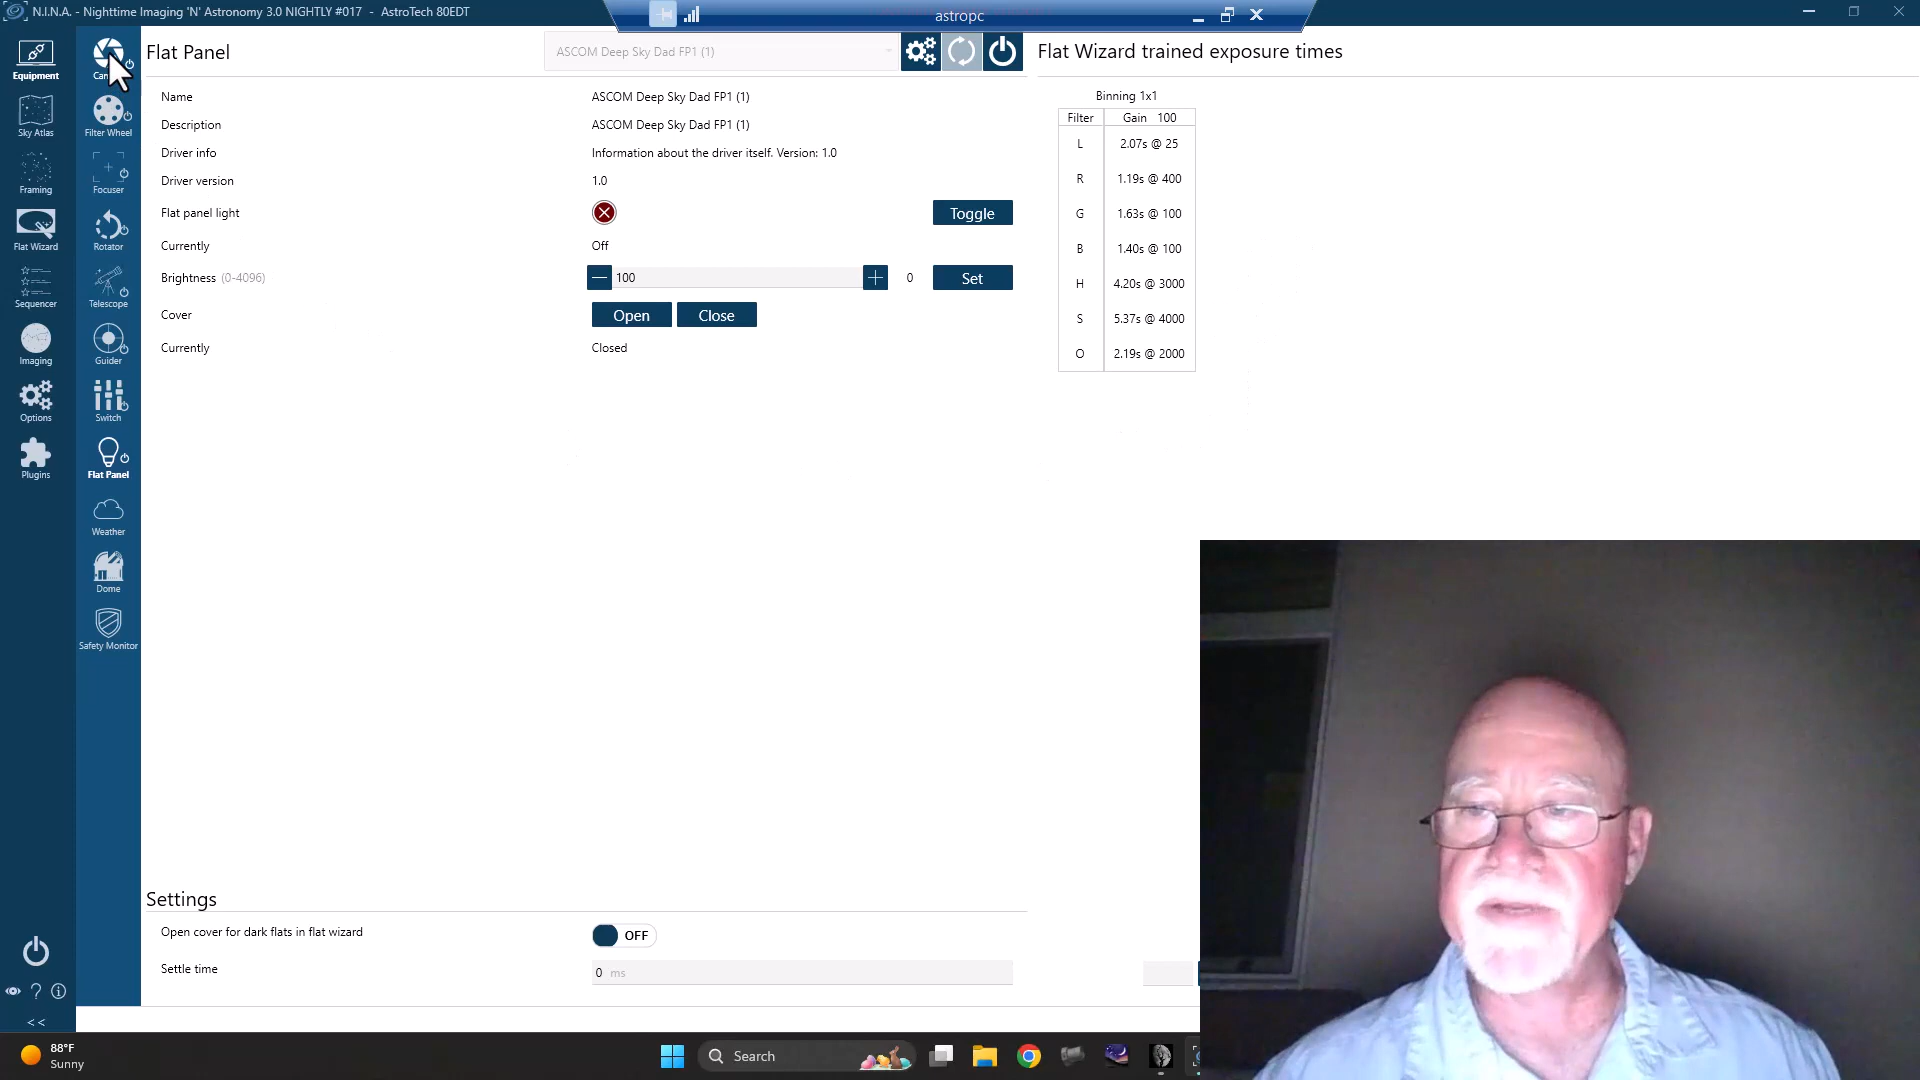 N.I.N.A. - Nighttime Imaging 'N' Astronomy 3.0 NIGHTLY #017 - AstroTech 80EDT
astropc
Equipment
Sky Atlas
Framing
Flat Wizard
Sequencer
Imaging
Options
Plugins
<<
Filter Wheel
Focuser
Rotator
Telescope
Guider
Switch
Flat Panel
Weather
Dome
Safety Monitor
Flat Panel
ASCOM Deep Sky Dad FP1 (1)
Name ASCOM Deep Sky Dad FP1 (1)
Description ASCOM Deep Sky Dad FP1 (1)
Driver info Information about the driver itself. Version: 1.0
Driver version 1.0
Flat panel light Toggle
Currently Off
Brightness (0-4096) 100 0 Set
Cover Open Close
Currently Closed
Settings
Open cover for dark flats in flat wizard OFF
Settle time 0 ms
Flat Wizard trained exposure times
Binning 1x1
Filter Gain 100
L 2.07s @ 25
R 1.19s @ 400
G 1.63s @ 100
B 1.40s @ 100
H 4.20s @ 3000
S 5.37s @ 4000
O 2.19s @ 2000
88°F
Sunny
Search